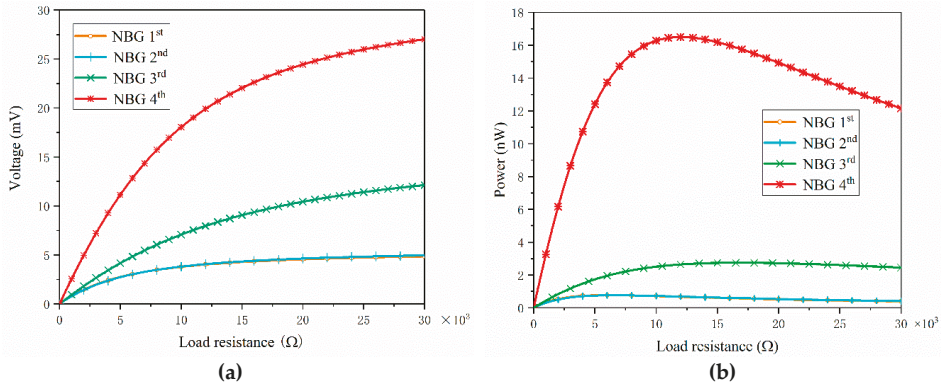 NBG 1st
NBG 2nd
NBG 3rd
NBG 4th
Voltage (mV)
30
25
20
15
10
5
0
0 5 10 15 20 25 30 ×10³
Load resistance (Ω)
(a)
NBG 1st
NBG 2nd
NBG 3rd
NBG 4th
Power (nW)
18
16
14
12
10
8
6
4
2
0
0 5 10 15 20 25 30 ×10³
Load resistance (Ω)
(b)